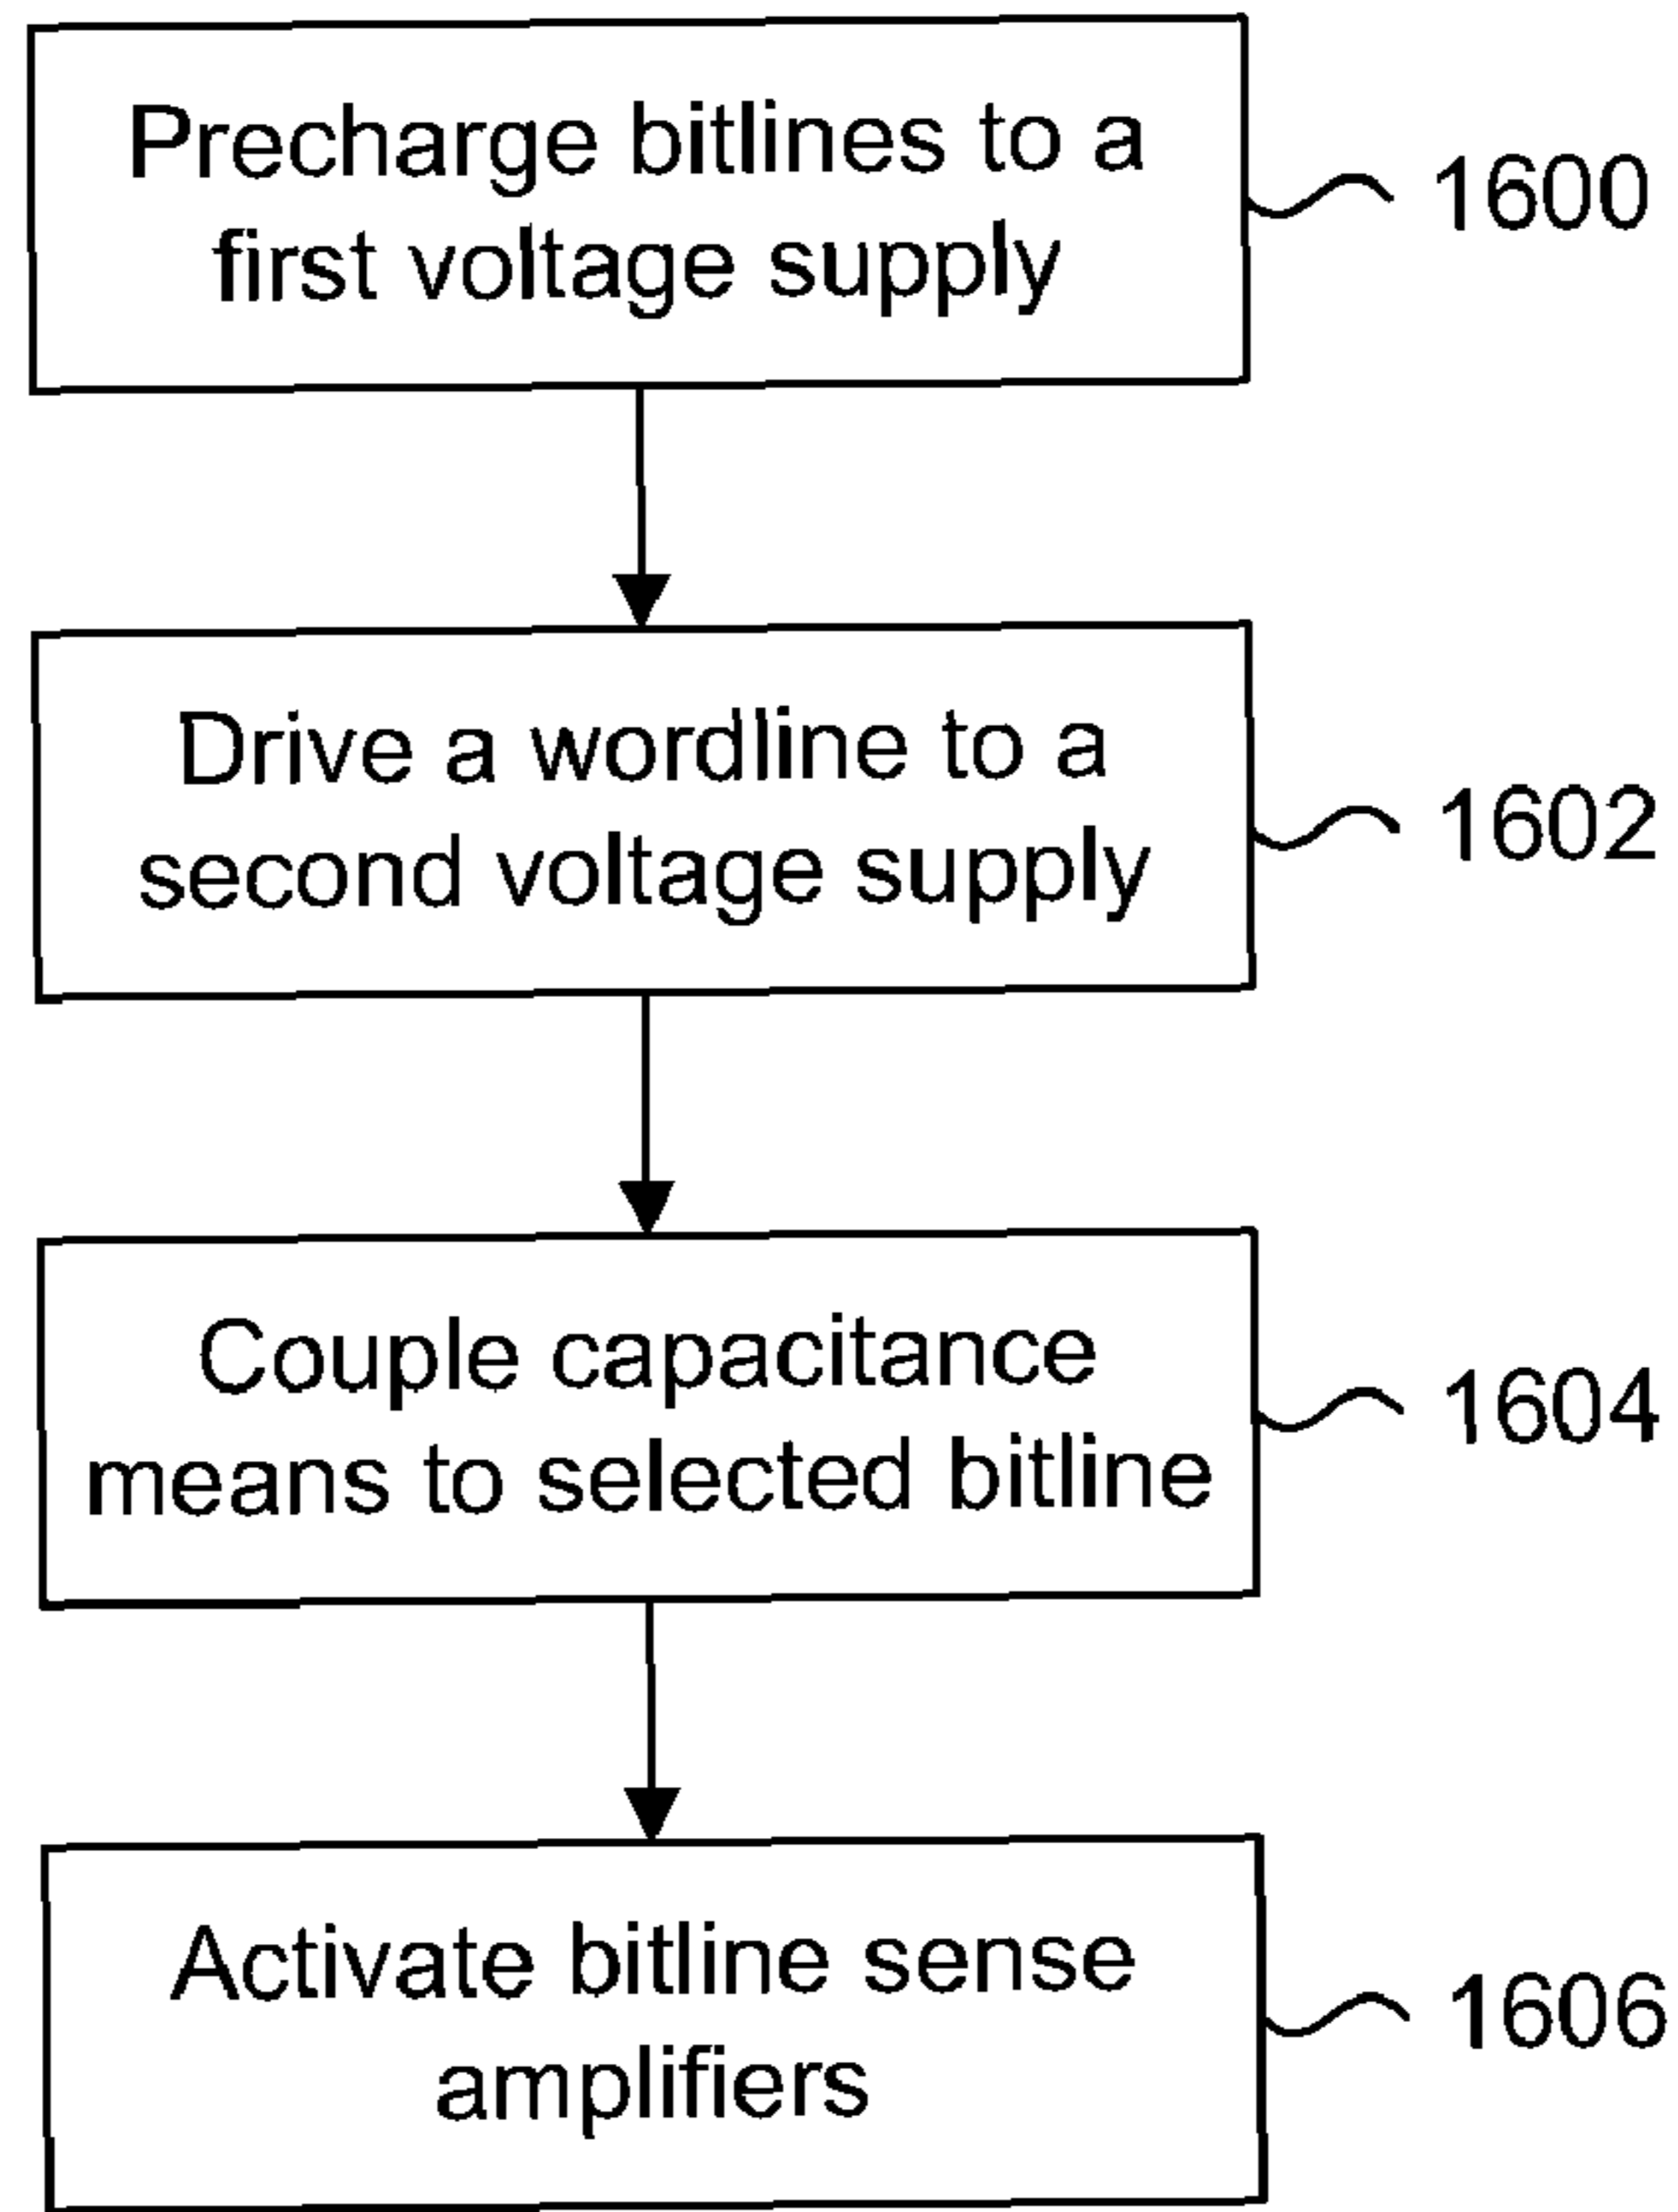 Precharge bitlines to a
first voltage supply
1600
Drive a wordline to a
second voltage supply
1602
Couple capacitance
means to selected bitline
1604
Activate bitline sense
amplifiers
1606